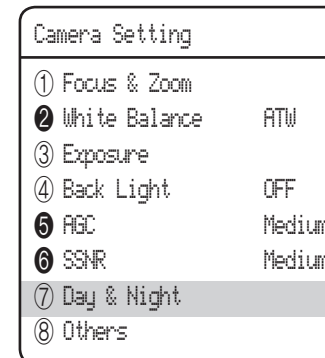 Camera Setting
① Focus & Zoom
❷ White Balance ATW
③ Exposure
④ Back Light OFF
❺ AGC Medium
❻ SSNR Medium
⑦ Day & Night
⑧ Others